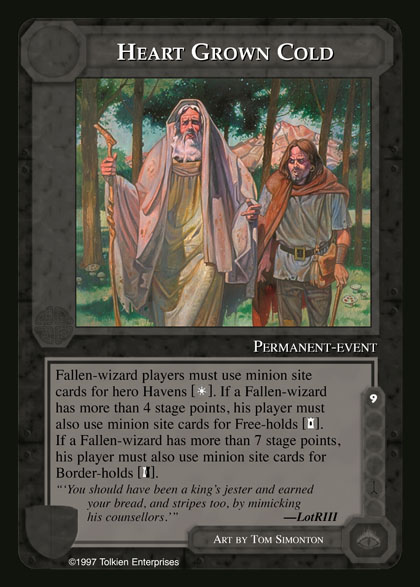 HEART GROWN COLD
PERMANENT-EVENT
Fallen-wizard players must use minion site
cards for hero Havens [☀]. If a Fallen-wizard
has more than 4 stage points, his player must
also use minion site cards for Free-holds [].
If a Fallen-wizard has more than 7 stage points,
his player must also use minion site cards for
Border-holds [].
9
“‘You should have been a king's jester and earned
your bread, and stripes too, by mimicking
his counsellors.’”
—LotRIII
ART BY TOM SIMONTON
©1997 Tolkien Enterprises